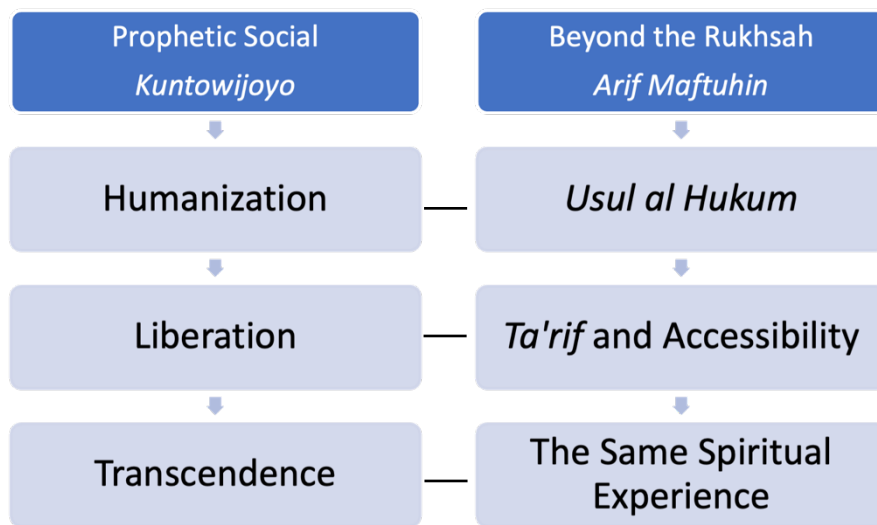 Prophetic Social
Kuntowijoyo
Beyond the Rukhsah
Arif Maftuhin
Humanization
Usul al Hukum
Liberation
Ta'rif and Accessibility
Transcendence
The Same Spiritual
Experience